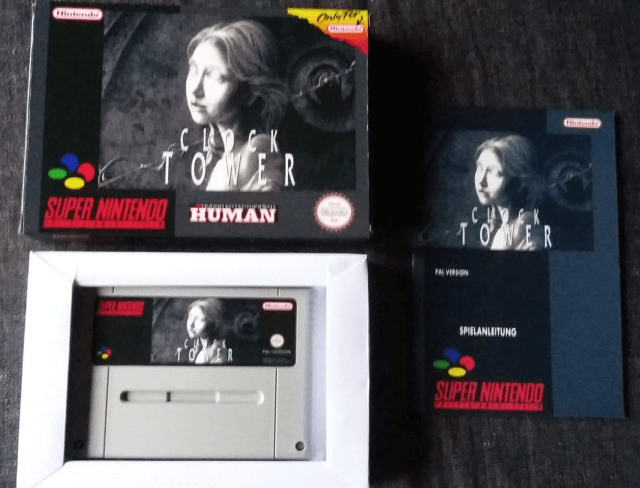 Nintendo
Only For
Nintendo
CLOCK
TOWER
SUPER NINTENDO
HUMAN
Nintendo
Nintendo
CLOCK
TOWER
PAL VERSION
SPIELANLEITUNG
SUPER NINTENDO
SUPER NINTENDO
Nintendo
CLOCK
TOWER
PAL VERSION